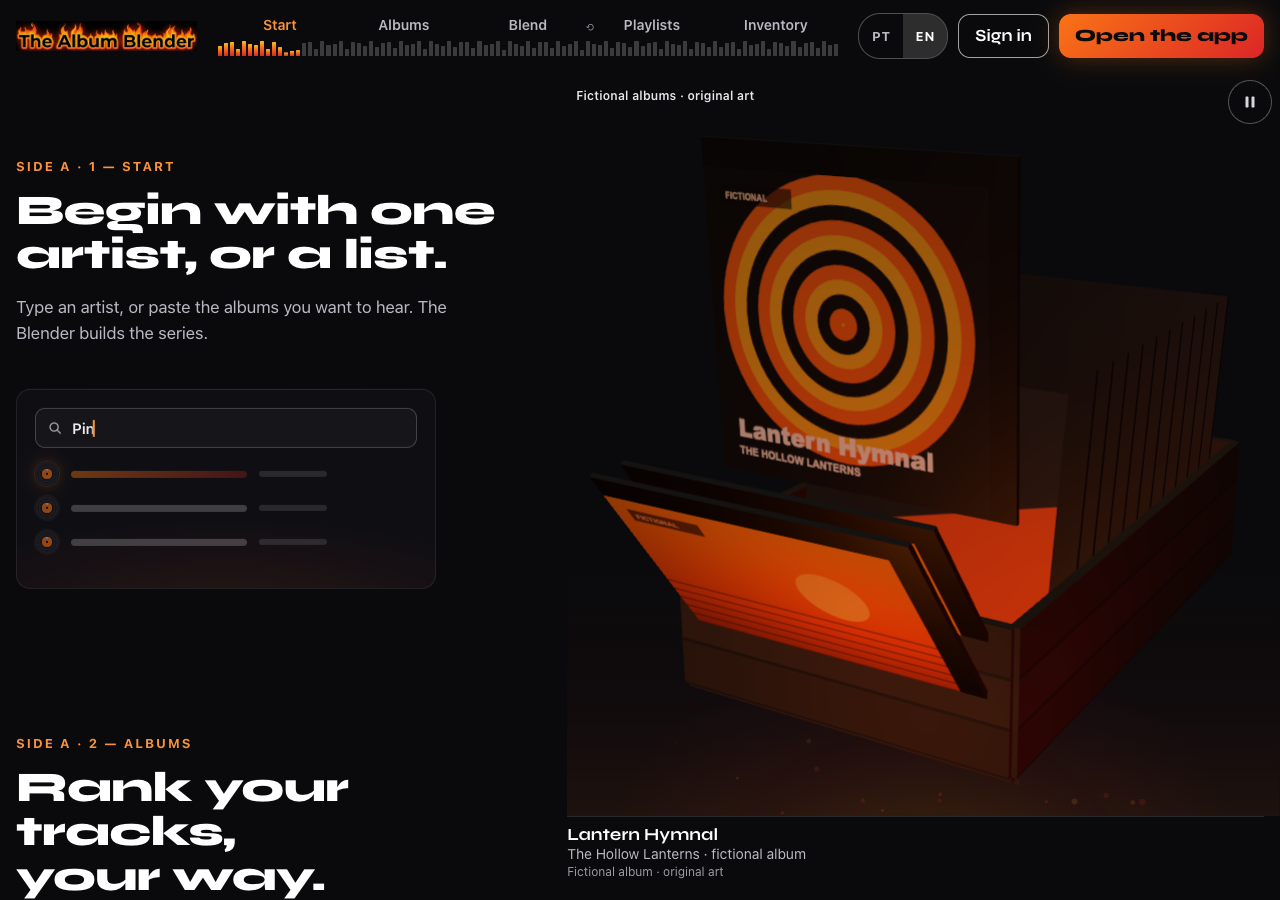 The Album Blender
Start
Albums
Blend
Playlists
Inventory
PT
EN
Sign in
Open the app
Fictional albums · original art
SIDE A · 1 — START
Begin with one
artist, or a list.
Type an artist, or paste the albums you want to hear. The
Blender builds the series.
Pin
FICTIONAL
Lantern Hymnal
THE HOLLOW LANTERNS
FICTIONAL
SIDE A · 2 — ALBUMS
Rank your
tracks,
your way.
Lantern Hymnal
The Hollow Lanterns · fictional album
Fictional album · original art